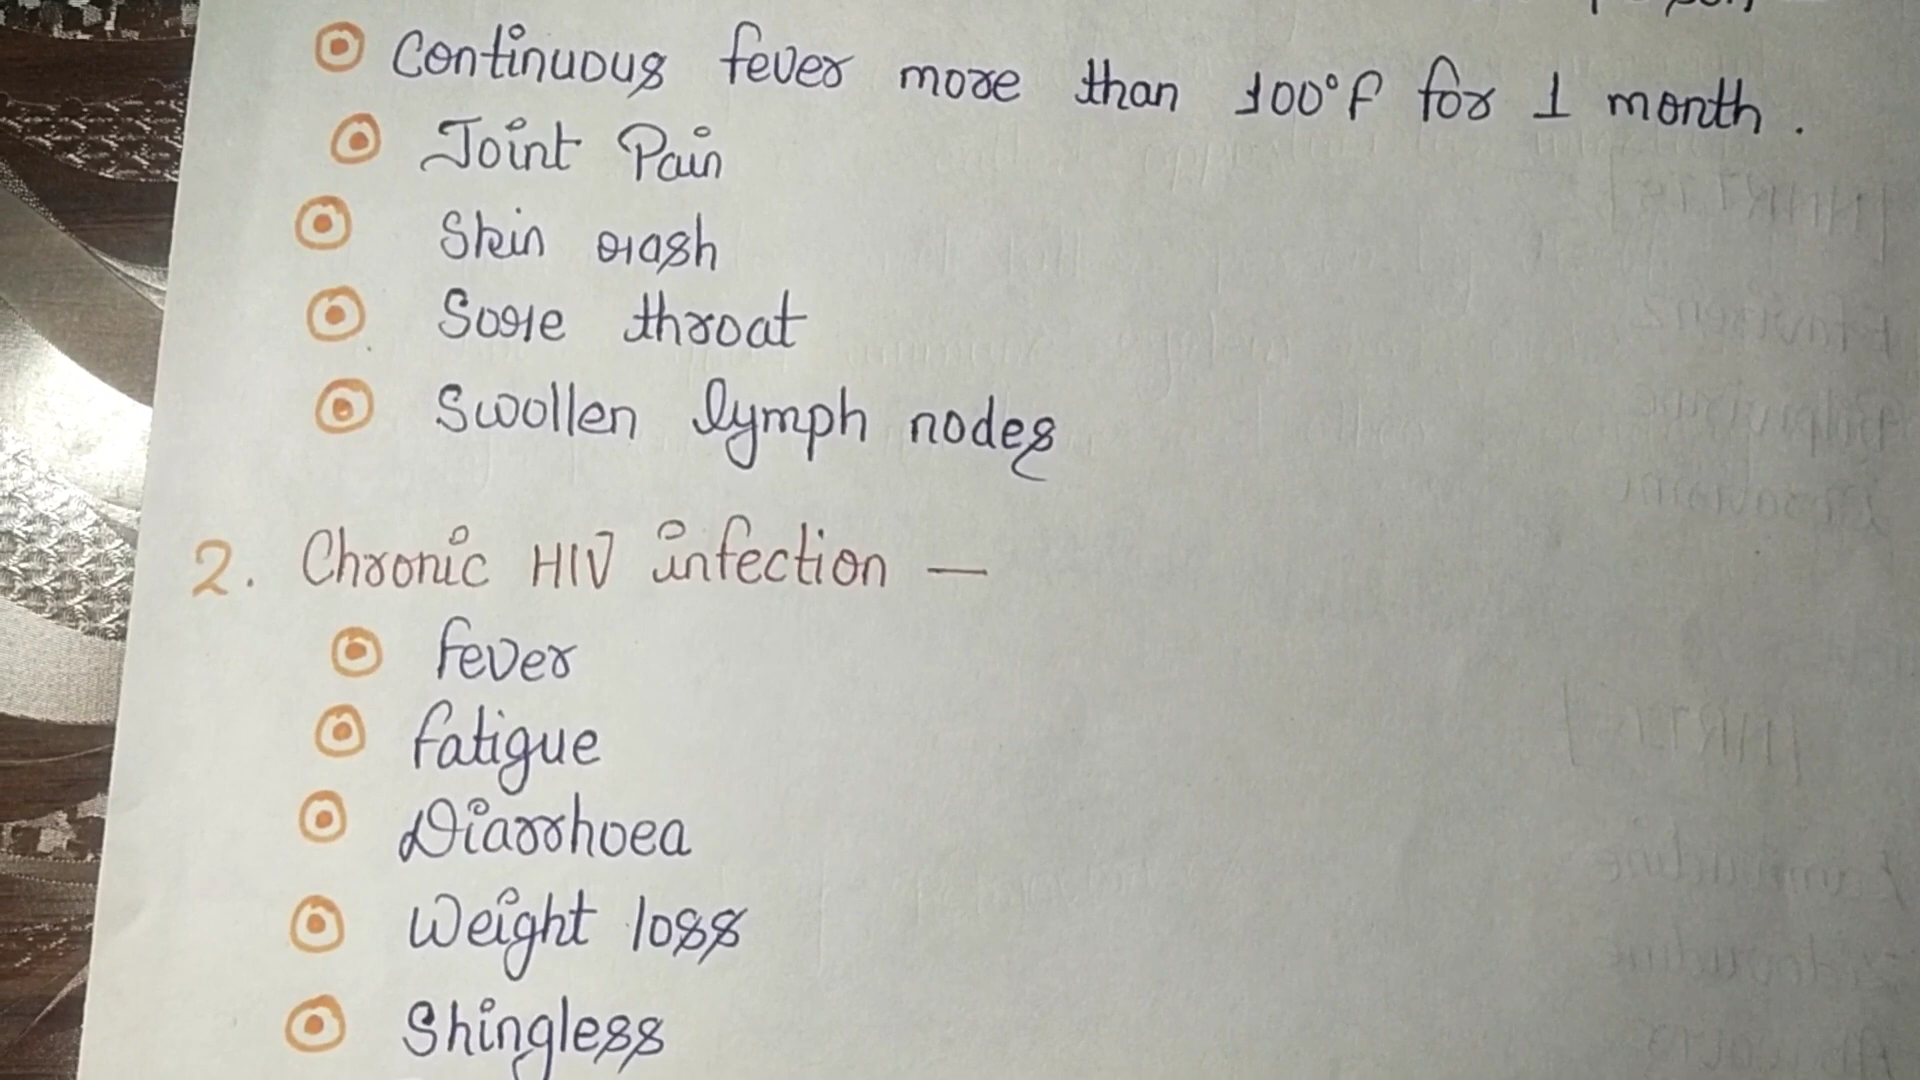 Continuous fever more than 100°F for 1 month.
Joint Pain
Skin rash
Sore throat
Swollen lymph nodes
2. Chronic HIV infection —
fever
fatigue
Diarrhoea
Weight loss
Shingless